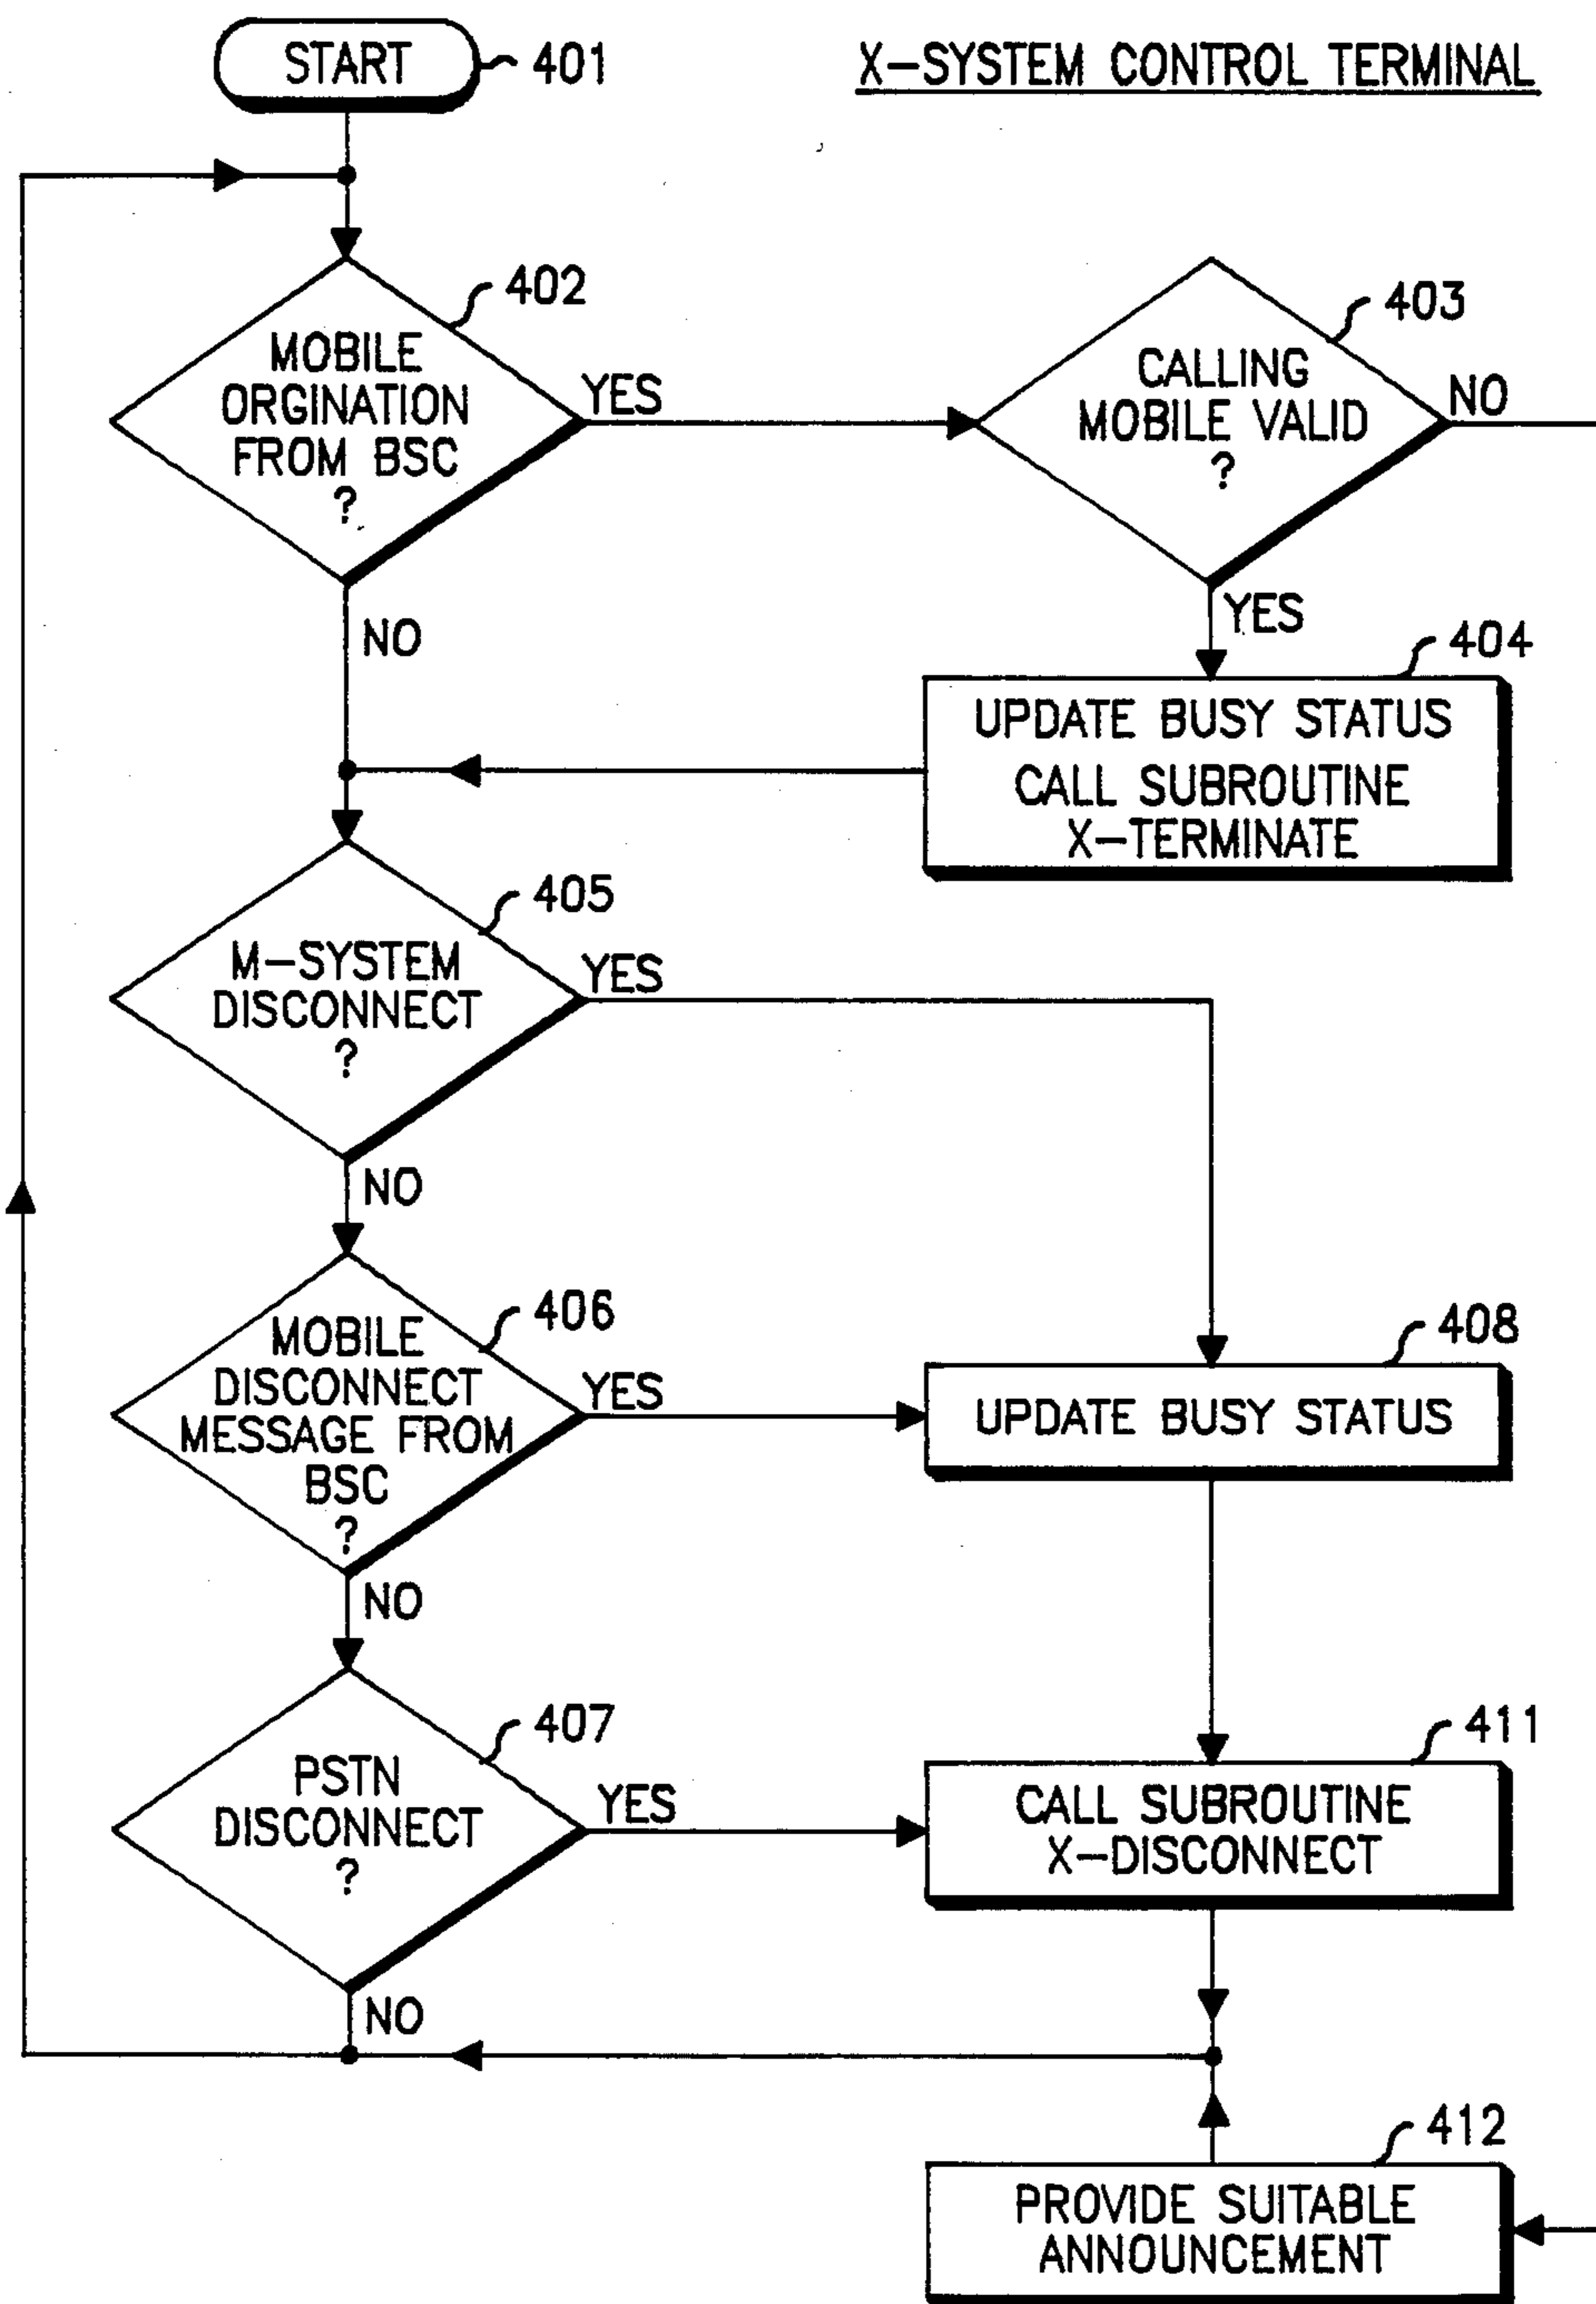 START
401
X-SYSTEM CONTROL TERMINAL
402
MOBILE
ORGINATION
FROM BSC
?
YES
NO
403
CALLING
MOBILE VALID
?
NO
YES
404
UPDATE BUSY STATUS
CALL SUBROUTINE
X-TERMINATE
405
M-SYSTEM
DISCONNECT
?
YES
NO
406
MOBILE
DISCONNECT
MESSAGE FROM
BSC
?
YES
NO
408
UPDATE BUSY STATUS
407
PSTN
DISCONNECT
?
YES
NO
411
CALL SUBROUTINE
X-DISCONNECT
412
PROVIDE SUITABLE
ANNOUNCEMENT